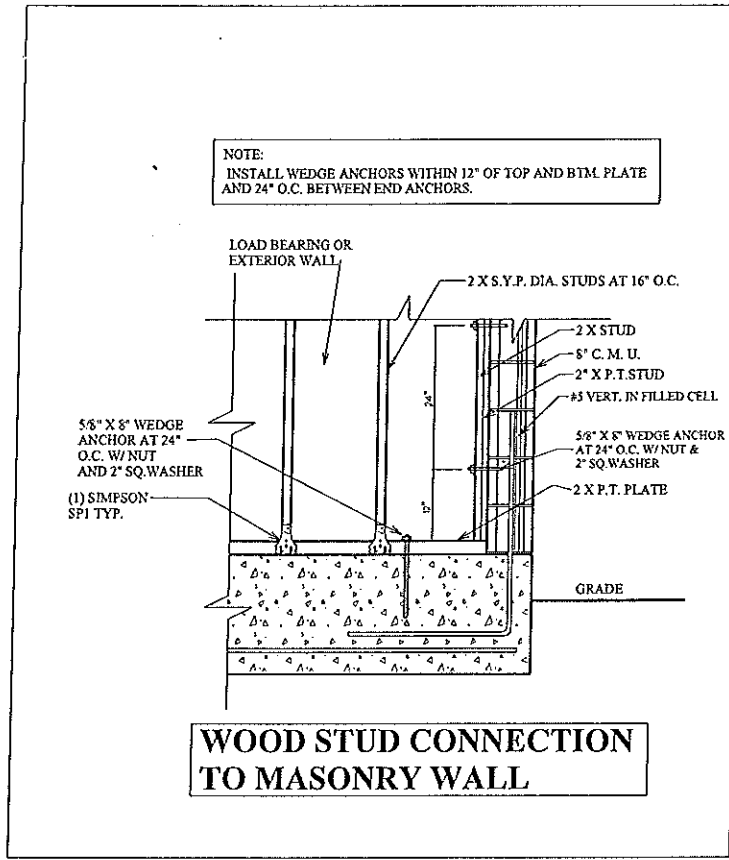 NOTE:
INSTALL WEDGE ANCHORS WITHIN 12" OF TOP AND BTM. PLATE
AND 24" O.C. BETWEEN END ANCHORS.
LOAD BEARING OR
EXTERIOR WALL
2 X S.Y.P. DIA. STUDS AT 16" O.C.
2 X STUD
8" C. M. U.
2" X P.T.STUD
#5 VERT. IN FILLED CELL
24"
5/8" X 8" WEDGE
ANCHOR AT 24"
O.C. W/ NUT
AND 2" SQ.WASHER
5/8" X 8" WEDGE ANCHOR
AT 24" O.C. W/ NUT &
2" SQ.WASHER
(1) SIMPSON
SP1 TYP.
12"
2 X P.T. PLATE
GRADE
WOOD STUD CONNECTION
TO MASONRY WALL